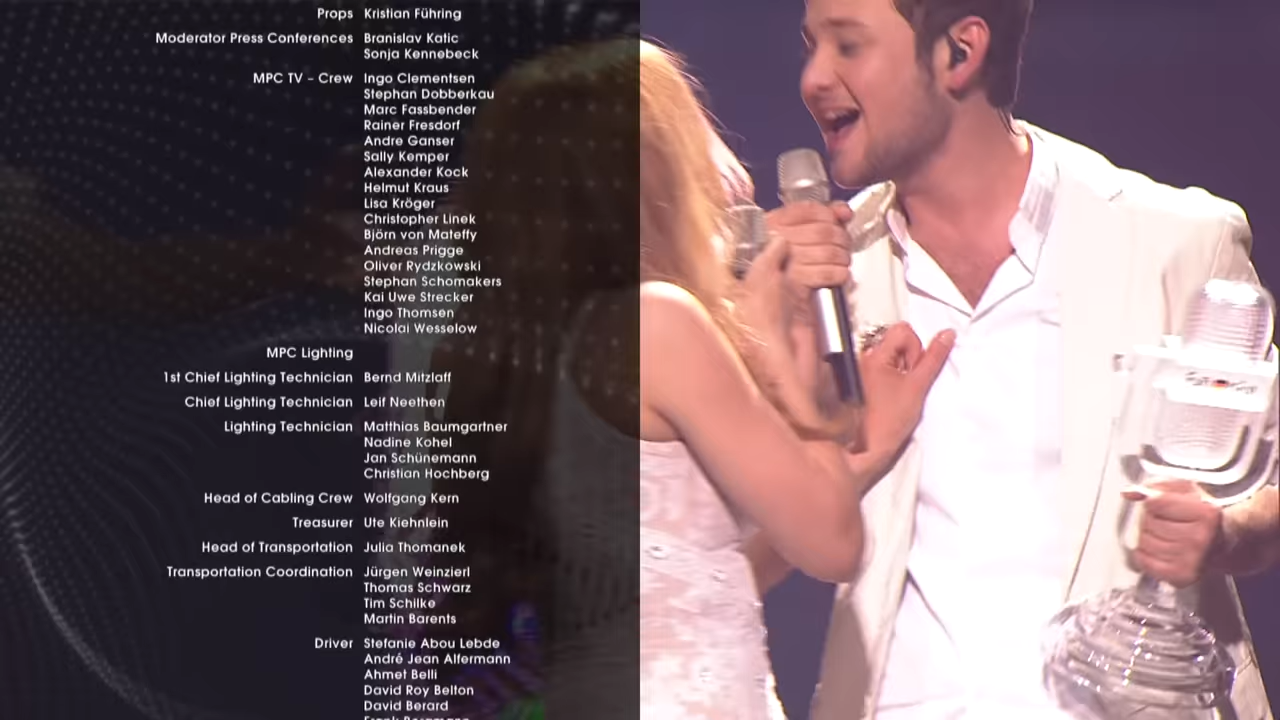 Props Kristian Führing
Moderator Press Conferences Branislav Katic
Sonja Kennebeck
MPC TV – Crew Ingo Clementsen
Stephan Dobberkau
Marc Fassbender
Rainer Fresdorf
Andre Ganser
Sally Kemper
Alexander Kock
Helmut Kraus
Lisa Kröger
Christopher Linek
Björn von Mateffy
Andreas Prigge
Oliver Rydzkowski
Stephan Schomakers
Kai Uwe Strecker
Ingo Thomsen
Nicolai Wesselow
MPC Lighting
1st Chief Lighting Technician Bernd Mitzlaff
Chief Lighting Technician Leif Neethen
Lighting Technician Matthias Baumgartner
Nadine Kohel
Jan Schünemann
Christian Hochberg
Head of Cabling Crew Wolfgang Kern
Treasurer Ute Kiehnlein
Head of Transportation Julia Thomanek
Transportation Coordination Jürgen Weinzierl
Thomas Schwarz
Tim Schilke
Martin Barents
Driver Stefanie Abou Lebde
André Jean Alfermann
Ahmet Belli
David Roy Belton
David Berard